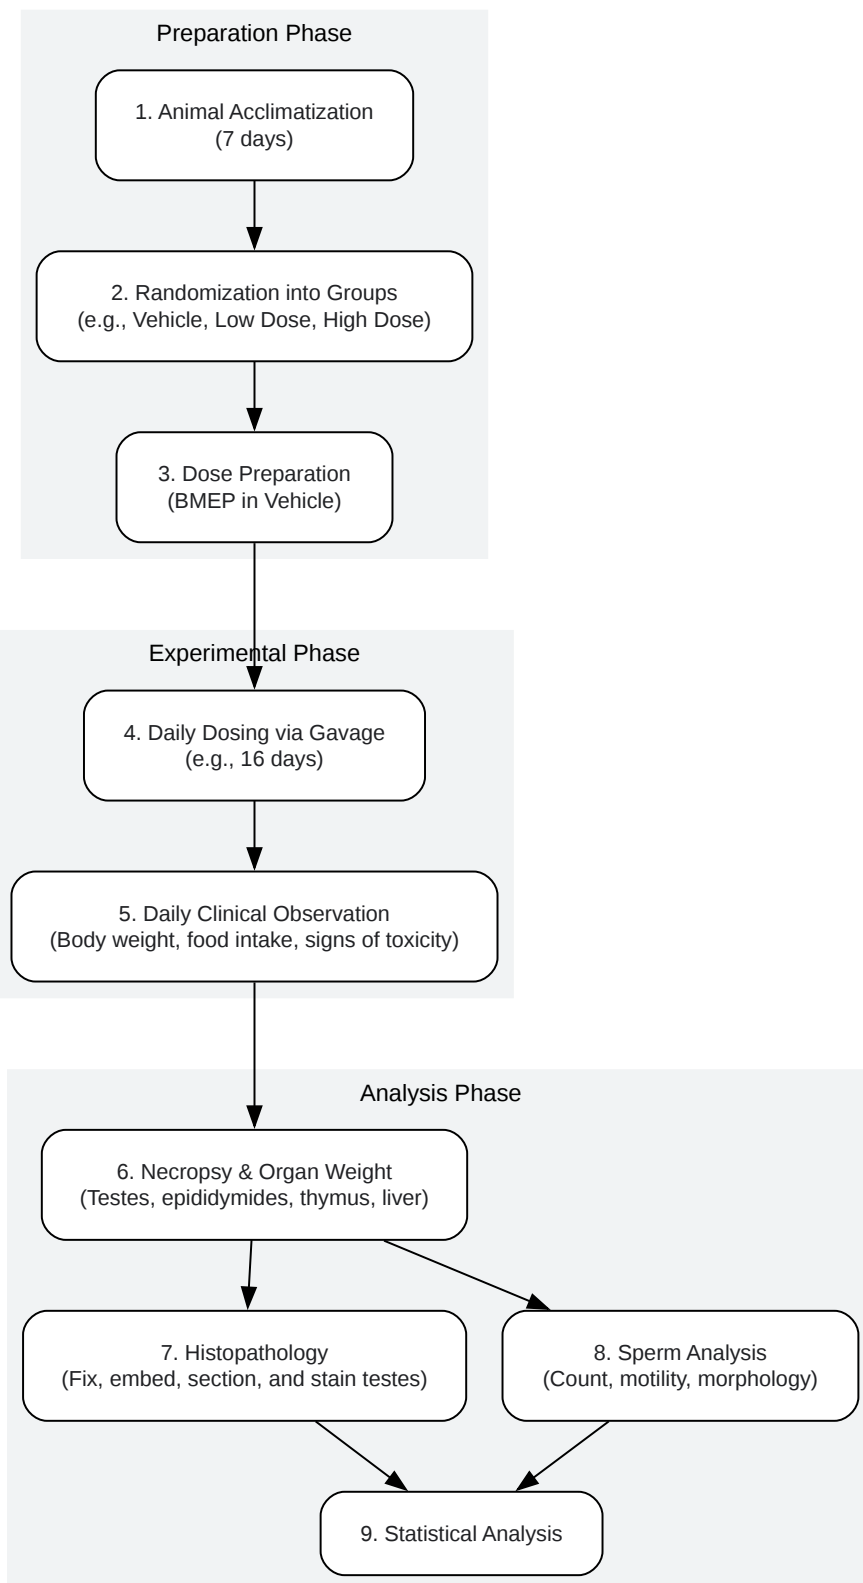 Preparation Phase
1. Animal Acclimatization
(7 days)
2. Randomization into Groups
(e.g., Vehicle, Low Dose, High Dose)
3. Dose Preparation
(BMEP in Vehicle)
Experimental Phase
4. Daily Dosing via Gavage
(e.g., 16 days)
5. Daily Clinical Observation
(Body weight, food intake, signs of toxicity)
Analysis Phase
6. Necropsy & Organ Weight
(Testes, epididymides, thymus, liver)
7. Histopathology
(Fix, embed, section, and stain testes)
8. Sperm Analysis
(Count, motility, morphology)
9. Statistical Analysis